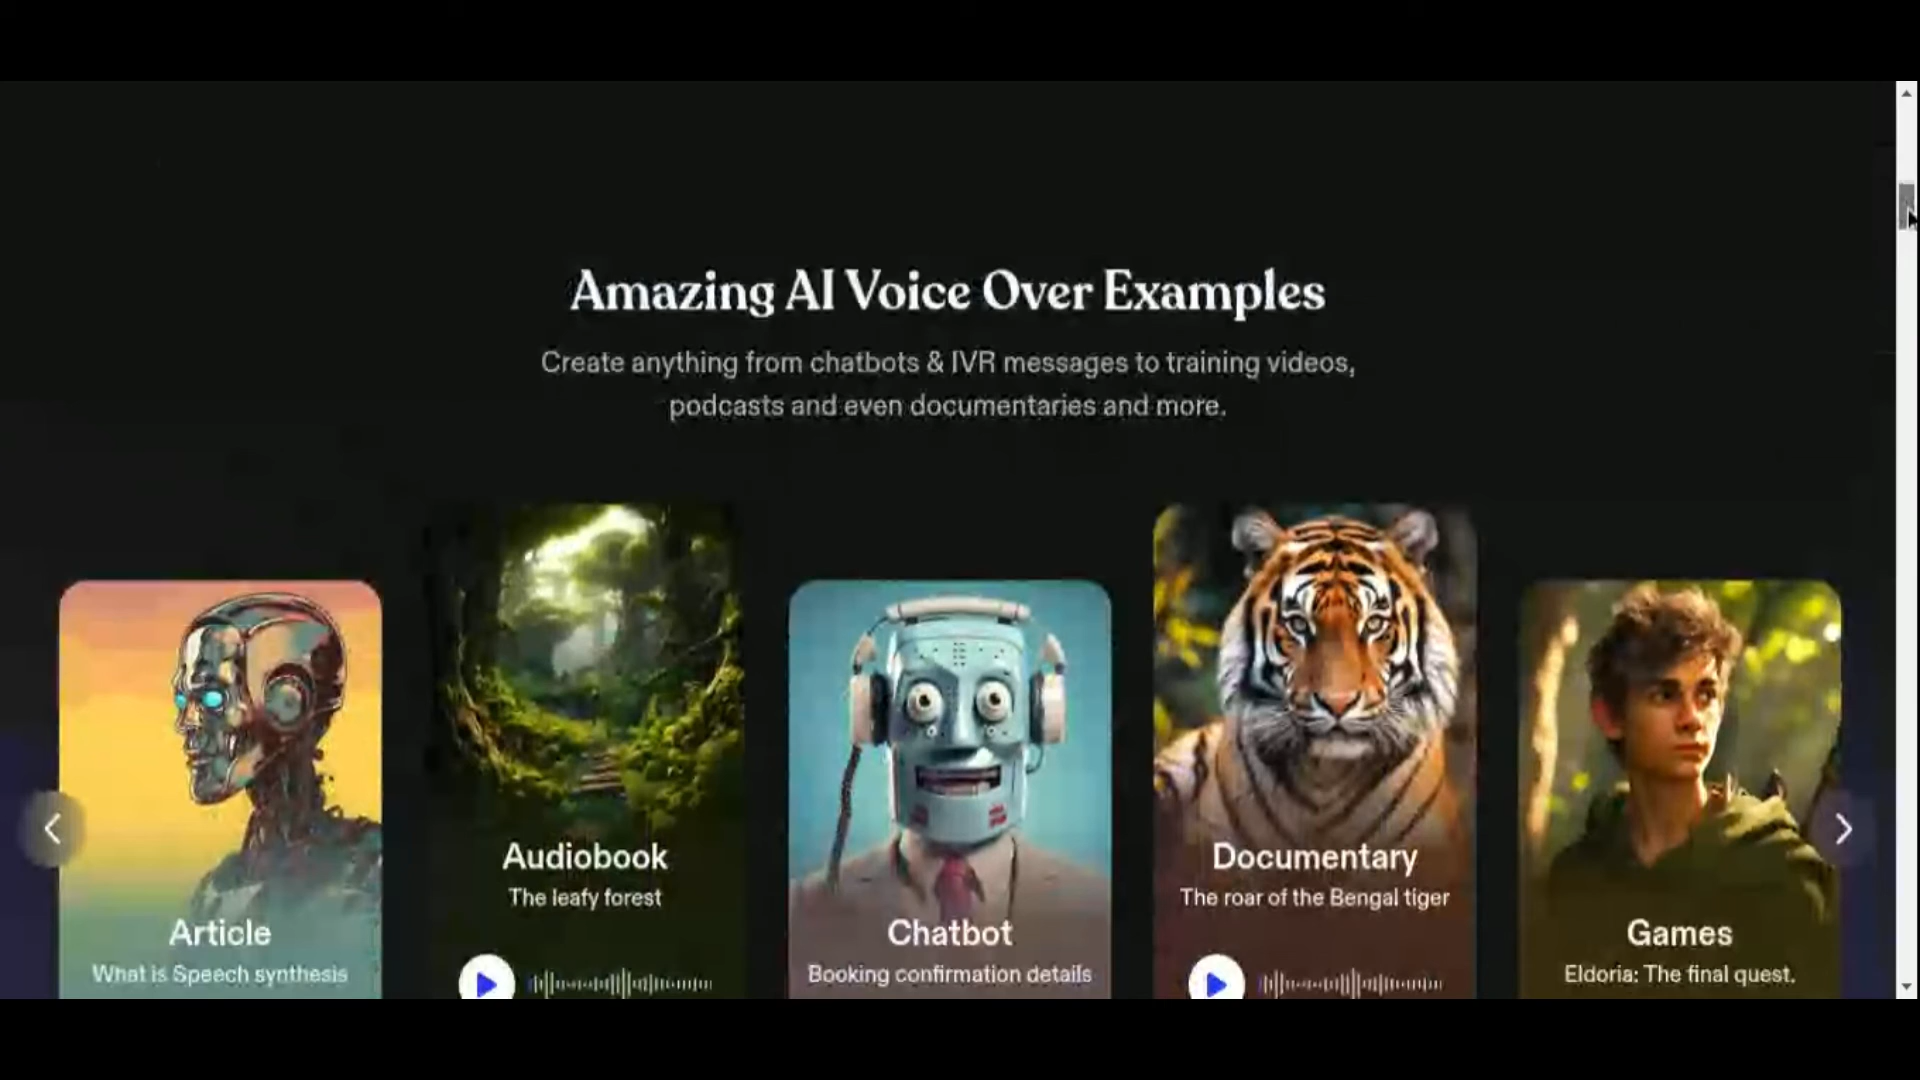 Amazing AI Voice Over Examples
Create anything from chatbots & IVR messages to training videos,
podcasts and even documentaries and more.
Article
What is Speech synthesis
Audiobook
The leafy forest
Chatbot
Booking confirmation details
Documentary
The roar of the Bengal tiger
Games
Eldoria: The final quest.